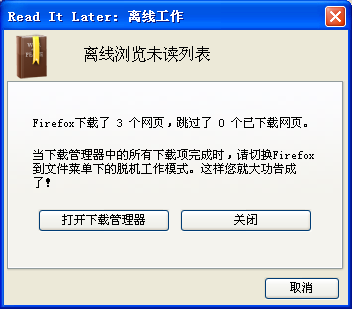 Read It Later: 离线工作
离线浏览未读列表
Firefox下载了 3 个网页，跳过了 0 个已下载网页。
当下载管理器中的所有下载项完成时，请切换Firefox
到文件菜单下的脱机工作模式。这样您就大功告成
了！
打开下载管理器
关闭
取消